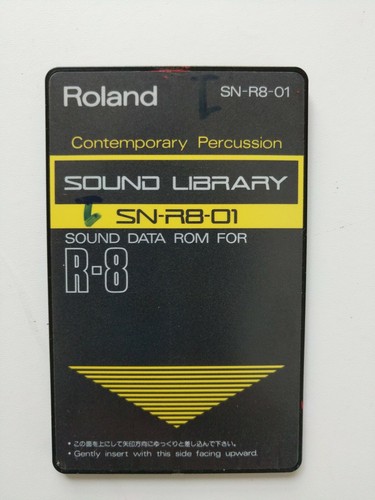 Roland SN-R8-01
Contemporary Percussion
SOUND LIBRARY
1 SN-R8-01
SOUND DATA ROM FOR
R-8
・この面を上にして矢印方向にゆっくりと差し込んで下さい。
・Gently insert with this side facing upward.